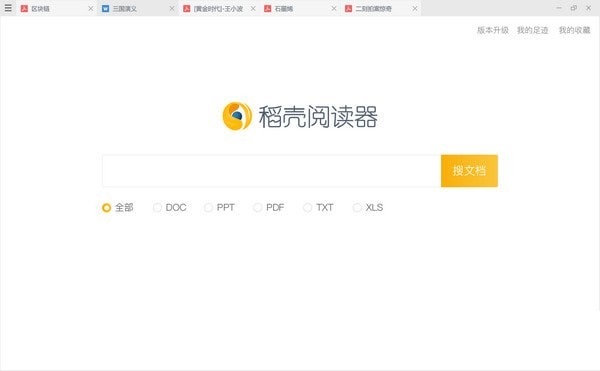 区块链 三国演义 [黄金时代]-王小波 石墨烯 二刻拍案惊奇
版本升级 我的足迹 我的收藏
稻壳阅读器
搜文档
全部 DOC PPT PDF TXT XLS